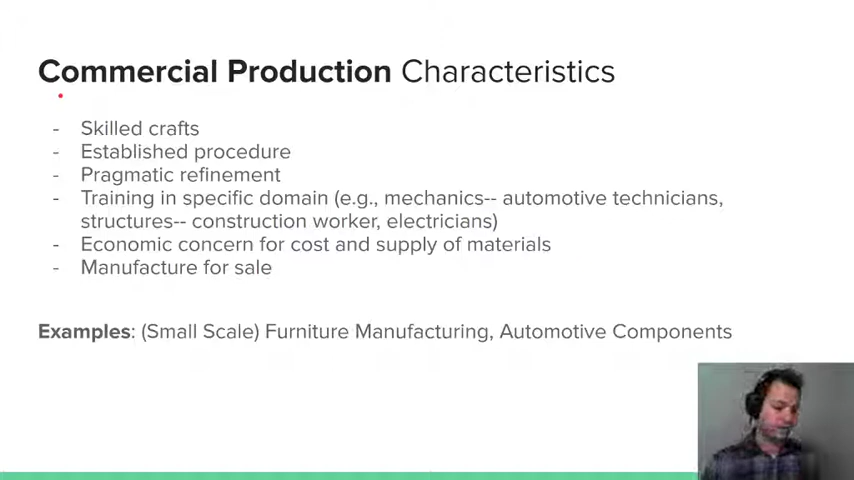 Commercial Production Characteristics
- Skilled crafts
- Established procedure
- Pragmatic refinement
- Training in specific domain (e.g., mechanics-- automotive technicians,
structures-- construction worker, electricians)
- Economic concern for cost and supply of materials
- Manufacture for sale
Examples: (Small Scale) Furniture Manufacturing, Automotive Components